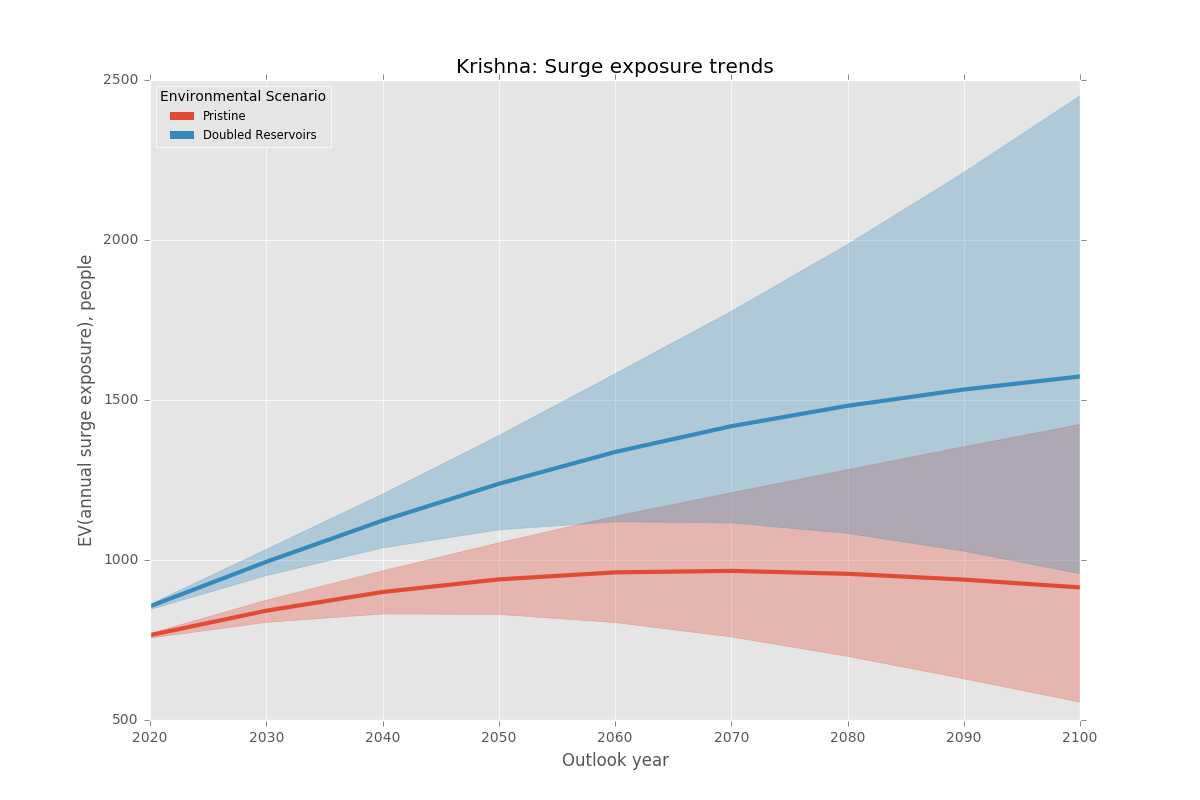 Krishna: Surge exposure trends
Environmental Scenario
Pristine
Doubled Reservoirs
EV(annual surge exposure), people
2500
2000
1500
1000
500
2020 2030 2040 2050 2060 2070 2080 2090 2100
Outlook year